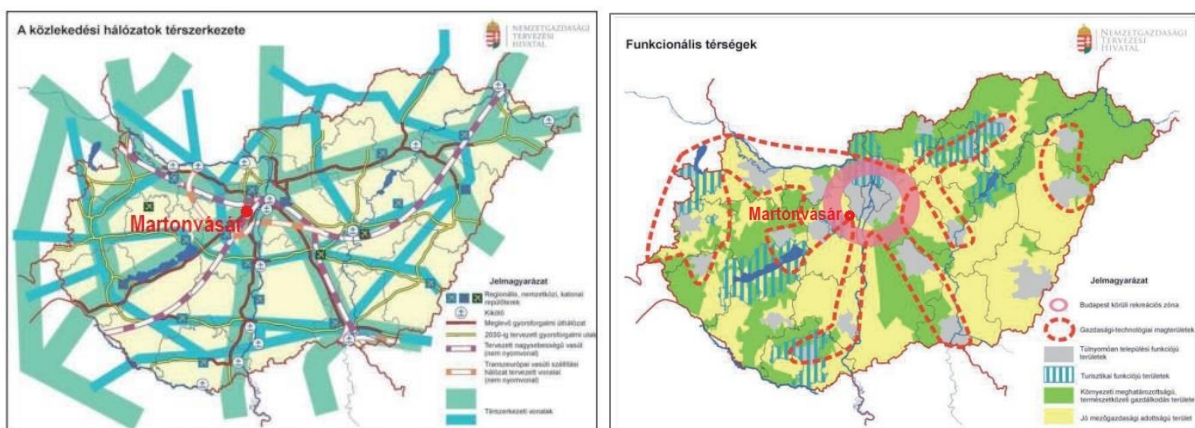 A közlekedési hálózatok térszerkezete
NEMZETGAZDASÁGI
TERVEZÉSI
HIVATAL
Martonvásár
Jelmagyarázat
Regionális, nemzetközi, katonai
repülőterek
Kikötő
Meglévő gyorsforgalmi úthálózat
2030-ig tervezett gyorsforgalmi utak
Tervezett nagysebességű vasút
(nem nyomvonal)
Transzeurópai vasúti szállítási
hálózat tervezett vonalai
(nem nyomvonal)
Térszerkezeti vonalak
Funkcionális térségek
NEMZETGAZDASÁGI
TERVEZÉSI
HIVATAL
Martonvásár
Jelmagyarázat
Budapest körüli rekreációs zóna
Gazdasági-technológiai magterületek
Túlnyomóan települési funkciójú
területek
Turisztikai funkciójú területek
Környezeti meghatározottságú,
természetközeli gazdálkodás területe
Jó mezőgazdasági adottságú terület